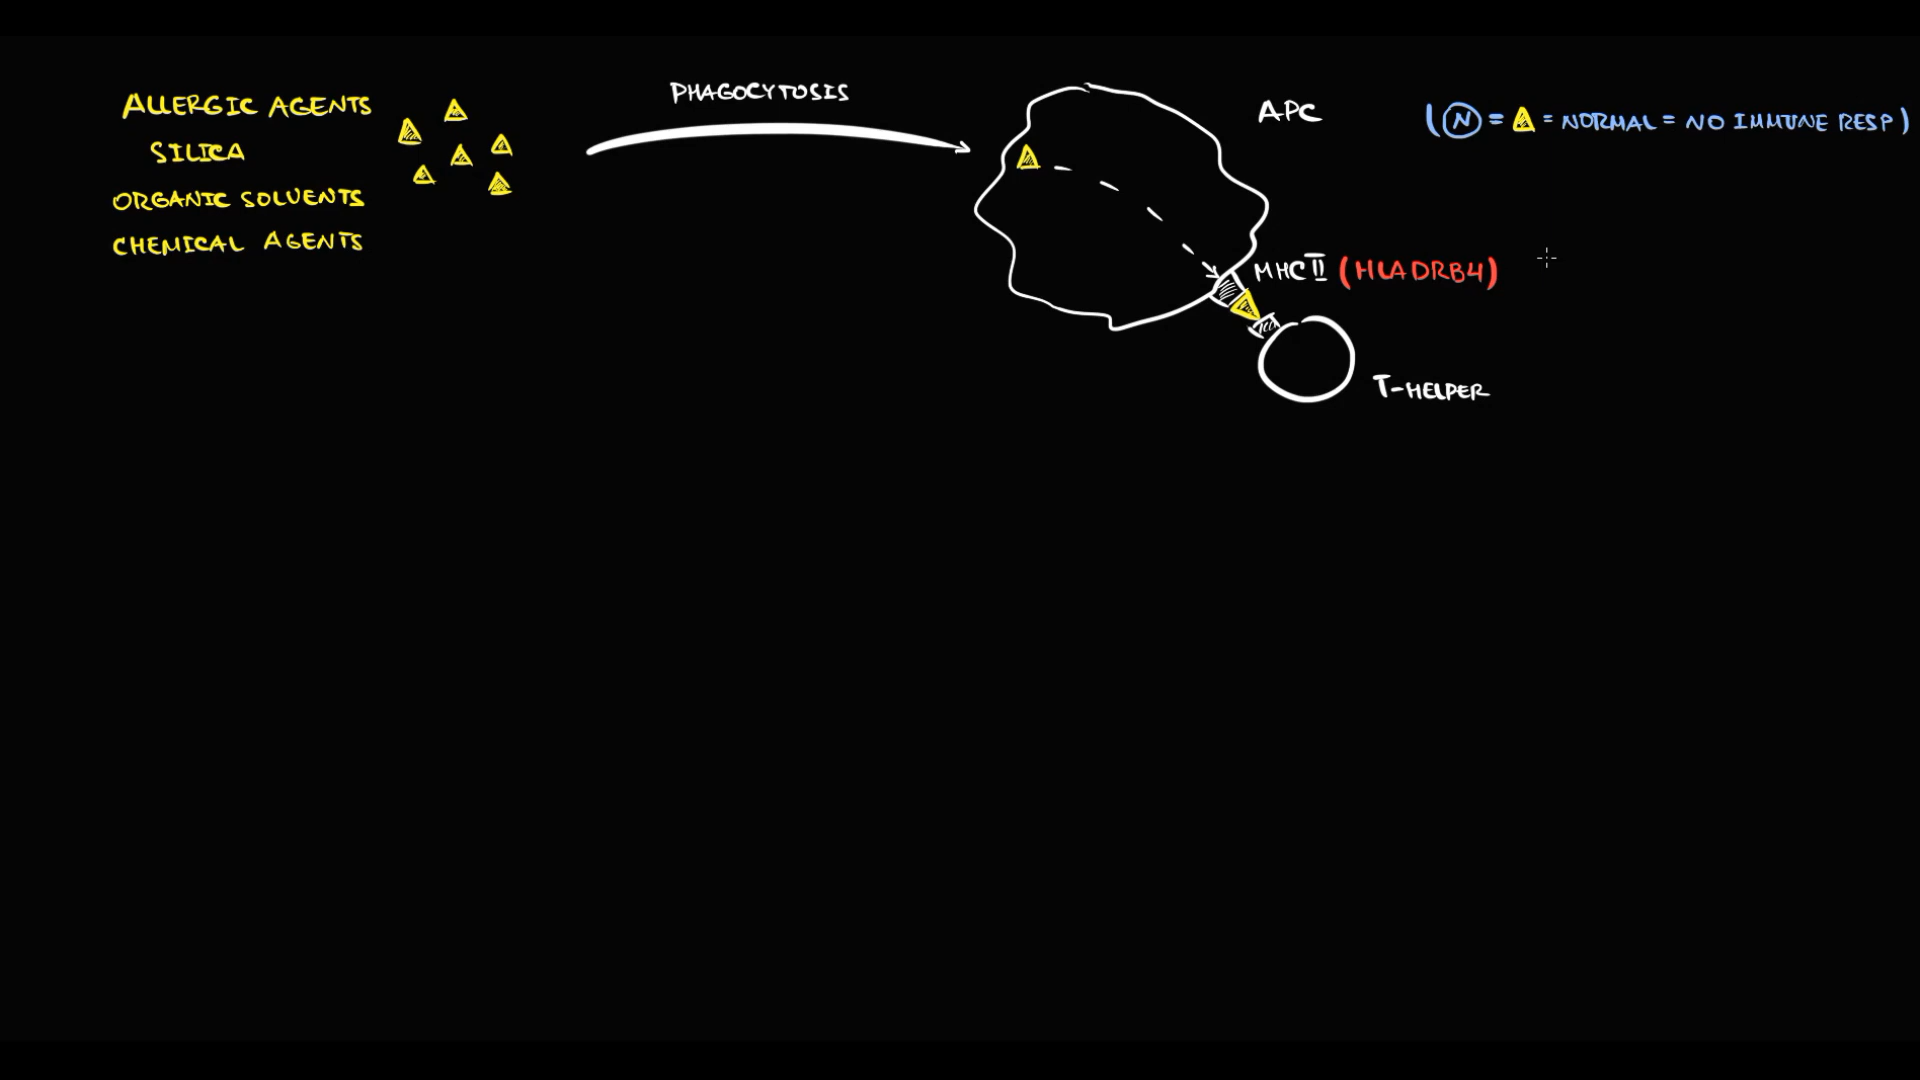 ALLERGIC AGENTS
SILICA
ORGANIC SOLVENTS
CHEMICAL AGENTS
PHAGOCYTOSIS
APC
(N = = NORMAL = NO IMMUNE RESP)
MHC II (HLADRB4)
T-HELPER